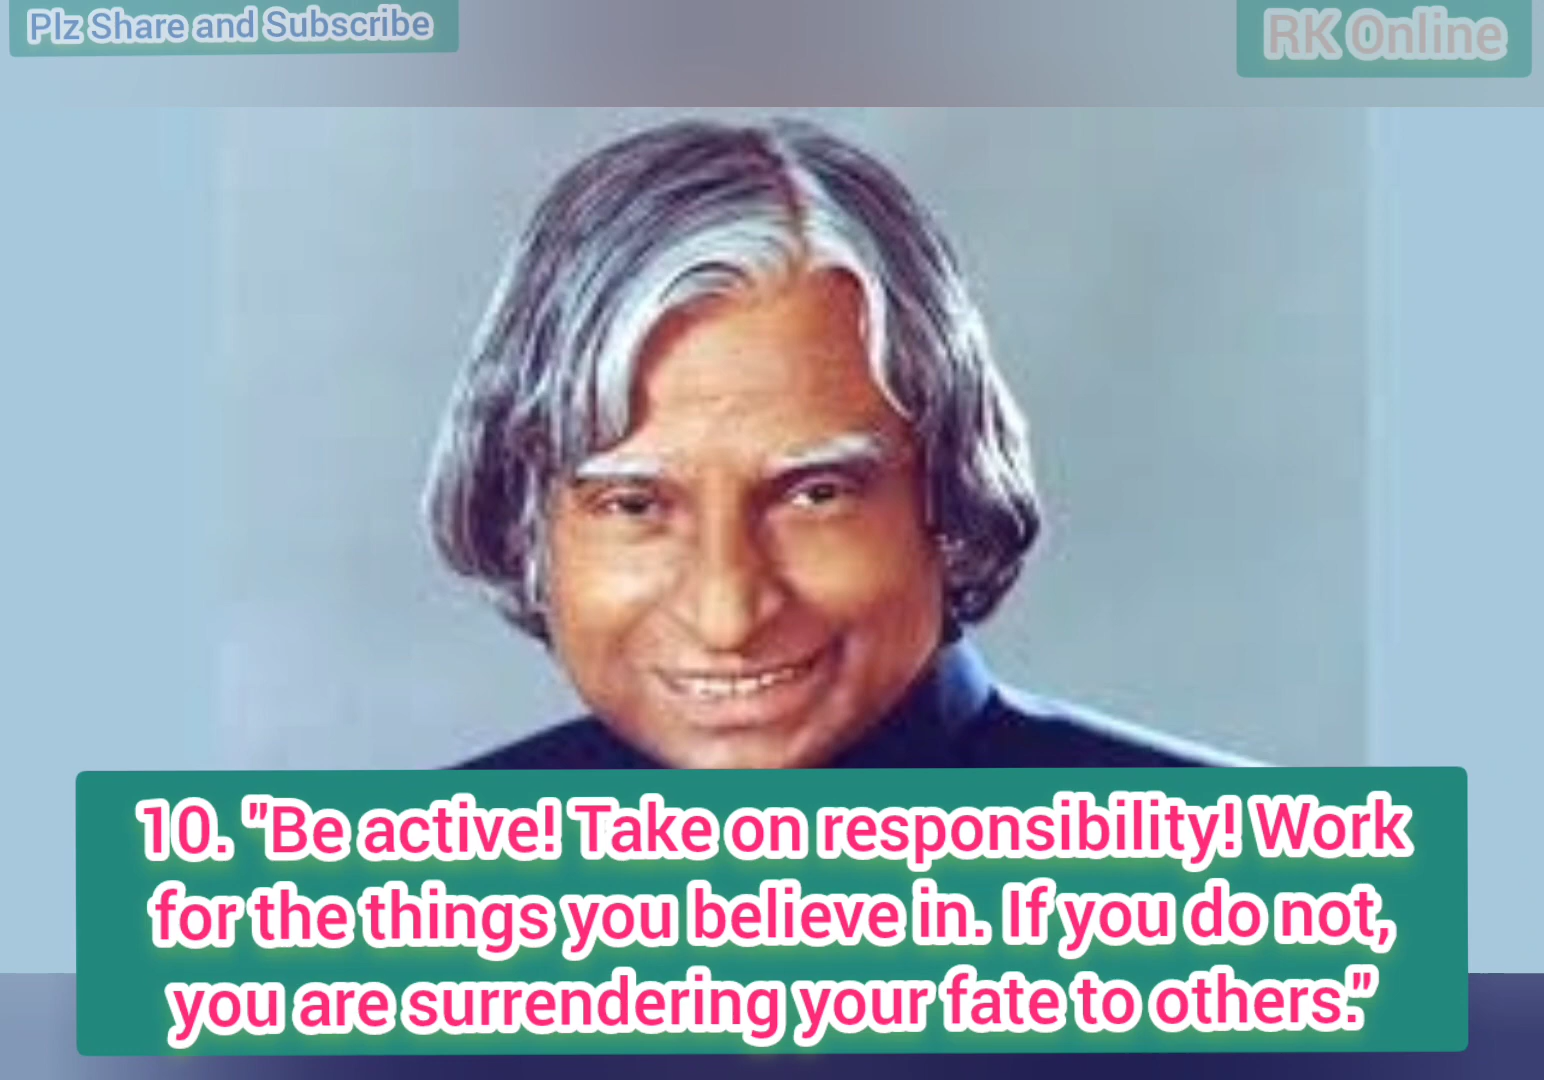 Plz Share and Subscribe
RK Online
10. "Be active! Take on responsibility! Work
for the things you believe in. If you do not,
you are surrendering your fate to others."